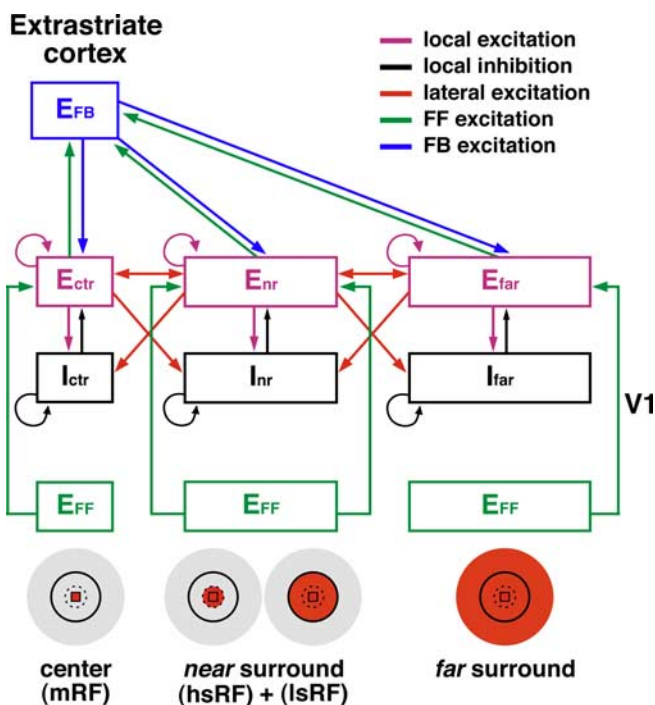 Extrastriate
cortex
local excitation
local inhibition
lateral excitation
FF excitation
FB excitation
EFB
Ectr
Enr
Efar
Ictr
Inr
Ifar
V1
EFF
EFF
EFF
center
(mRF)
near surround
(hsRF) + (lsRF)
far surround